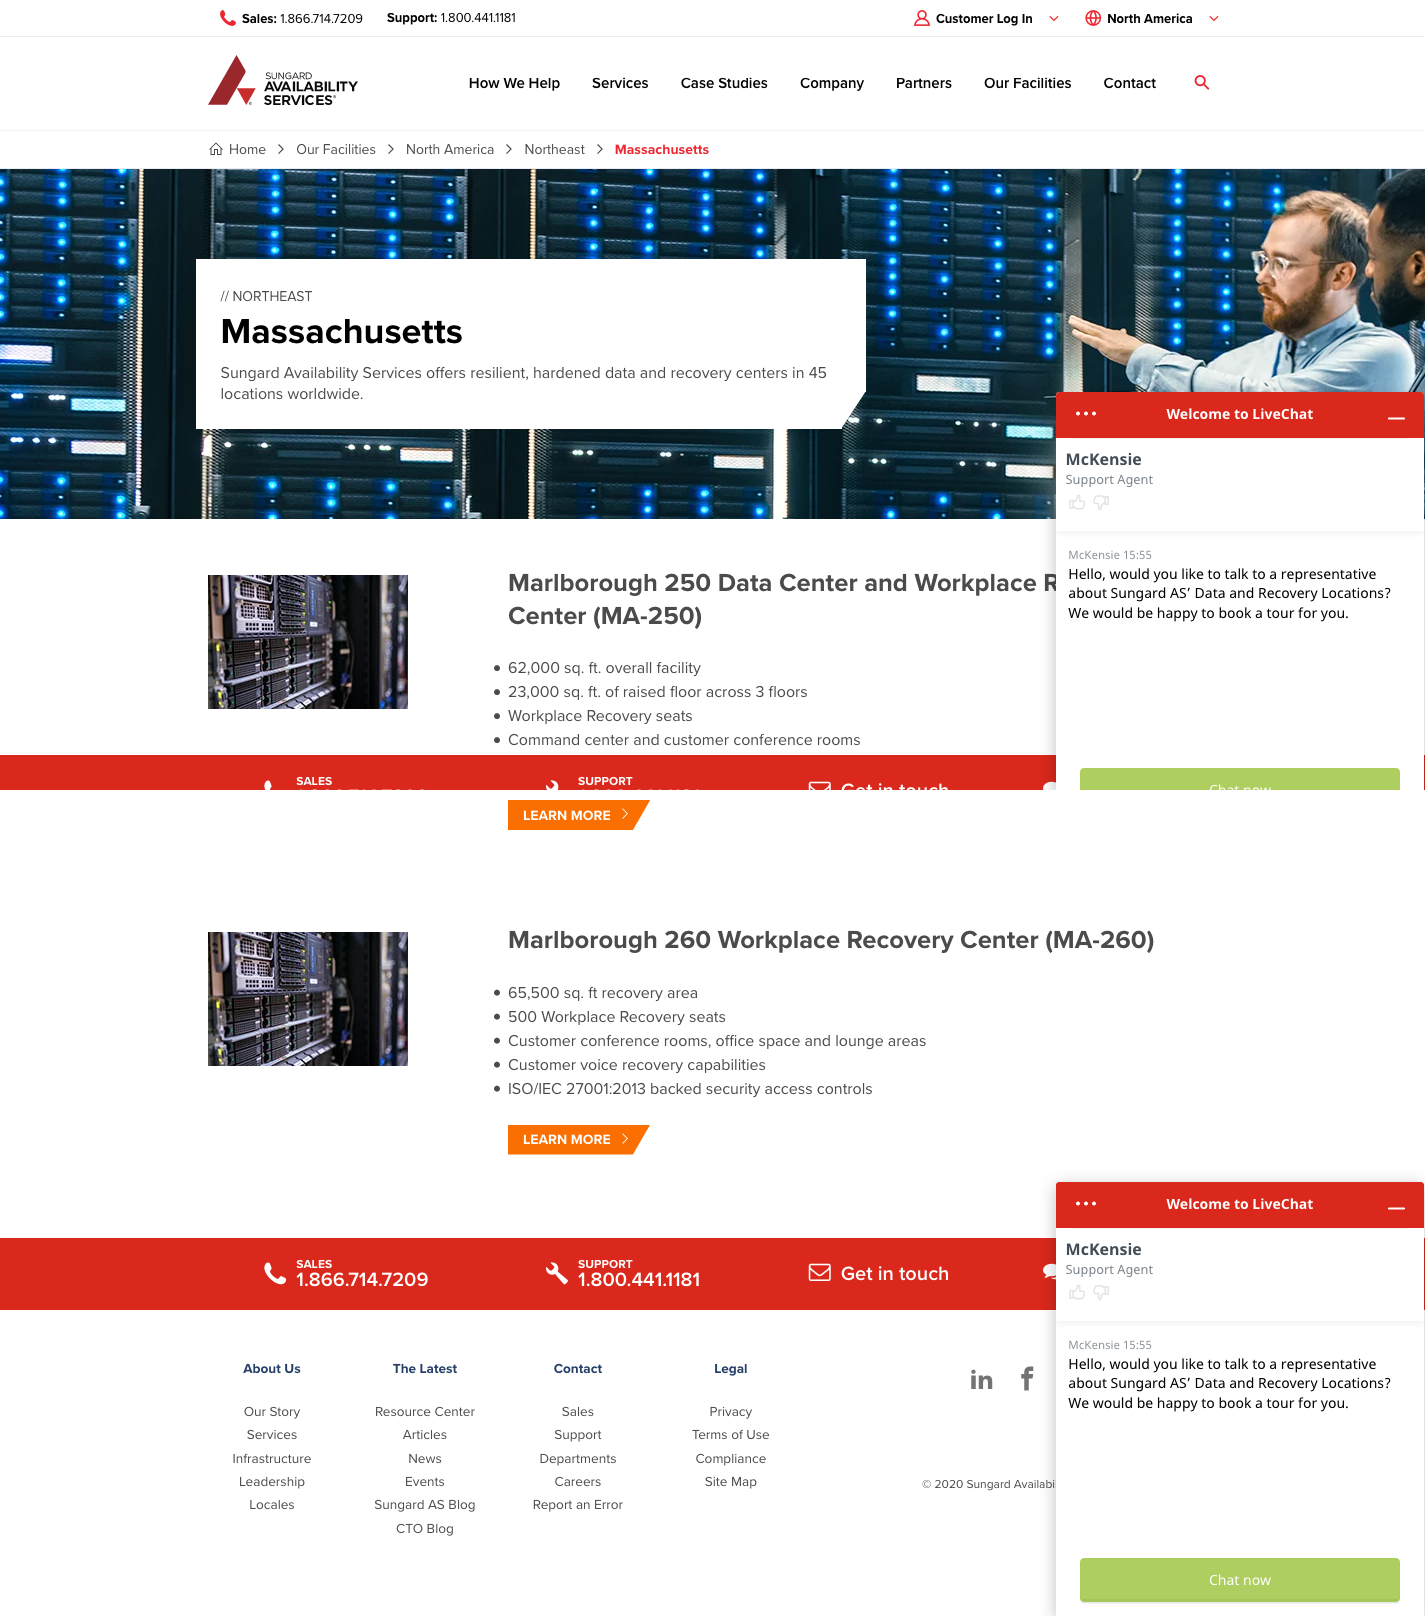 Sales: 1.866.714.7209
Support: 1.800.441.1181
Customer Log In
North America
SUNGARD
AVAILABILITY
SERVICES
How We Help
Services
Case Studies
Company
Partners
Our Facilities
Contact
Home
Our Facilities
North America
Northeast
Massachusetts
// NORTHEAST
Massachusetts
Sungard Availability Services offers resilient, hardened data and recovery centers in 45
locations worldwide.
Welcome to LiveChat
McKensie
Support Agent
McKensie 15:55
Hello, would you like to talk to a representative
about Sungard AS' Data and Recovery Locations?
We would be happy to book a tour for you.
Chat now
Marlborough 250 Data Center and Workplace
Center (MA-250)
62,000 sq. ft. overall facility
23,000 sq. ft. of raised floor across 3 floors
Workplace Recovery seats
Command center and customer conference rooms
SALES
SUPPORT
Get in touch
LEARN MORE
Marlborough 260 Workplace Recovery Center (MA-260)
65,500 sq. ft recovery area
500 Workplace Recovery seats
Customer conference rooms, office space and lounge areas
Customer voice recovery capabilities
ISO/IEC 27001:2013 backed security access controls
LEARN MORE
SALES
1.866.714.7209
SUPPORT
1.800.441.1181
Get in touch
Welcome to LiveChat
McKensie
Support Agent
McKensie 15:55
Hello, would you like to talk to a representative
about Sungard AS' Data and Recovery Locations?
We would be happy to book a tour for you.
Chat now
About Us
Our Story
Services
Infrastructure
Leadership
Locales
The Latest
Resource Center
Articles
News
Events
Sungard AS Blog
CTO Blog
Contact
Sales
Support
Departments
Careers
Report an Error
Legal
Privacy
Terms of Use
Compliance
Site Map
in
f
© 2020 Sungard